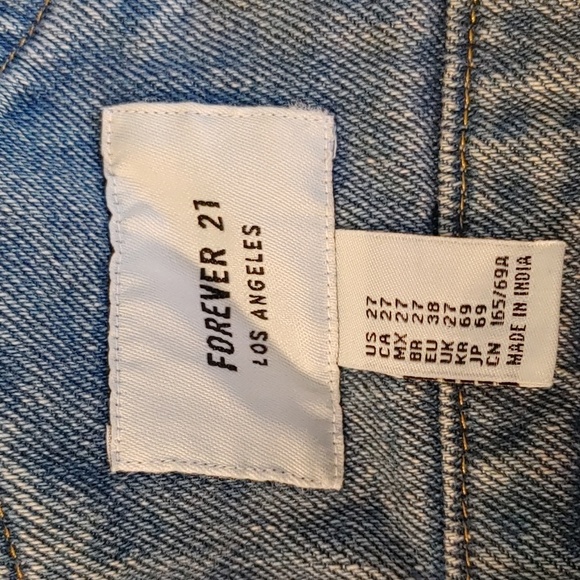 FOREVER 21
LOS ANGELES
US 27
CA 27
MX 27
BR 27
EU 38
UK 27
KR 69
JP 69
CN 165/69A
MADE IN INDIA